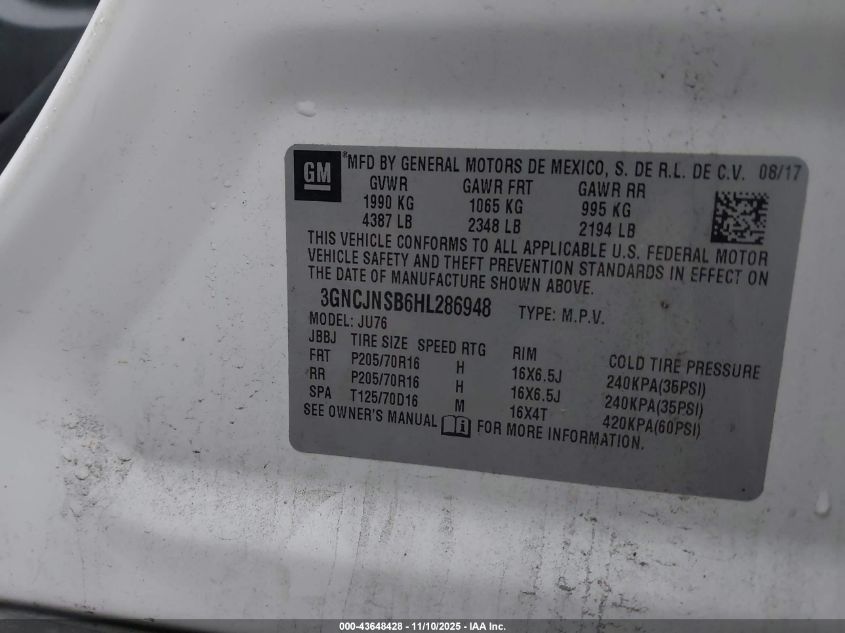 GM
*MFD BY GENERAL MOTORS DE MEXICO, S. DE R.L. DE C.V. 08/17
GVWR GAWR FRT GAWR RR
1990 KG 1065 KG 995 KG
4387 LB 2348 LB 2194 LB
THIS VEHICLE CONFORMS TO ALL APPLICABLE U.S. FEDERAL MOTOR
VEHICLE SAFETY AND THEFT PREVENTION STANDARDS IN EFFECT ON
THE DATE OF MANUFACTURE SHOWN ABOVE.
3GNCJNSB6HL286948 TYPE: M.P.V.
MODEL: JU76
JBBJ TIRE SIZE SPEED RTG RIM COLD TIRE PRESSURE
FRT P205/70R16 H 16X6.5J 240KPA(35PSI)
RR P205/70R16 H 16X6.5J 240KPA(35PSI)
SPA T125/70D16 M 16X4T 420KPA(60PSI)
SEE OWNER'S MANUAL FOR MORE INFORMATION.
000-43648428 - 11/10/2025 - IAA Inc.